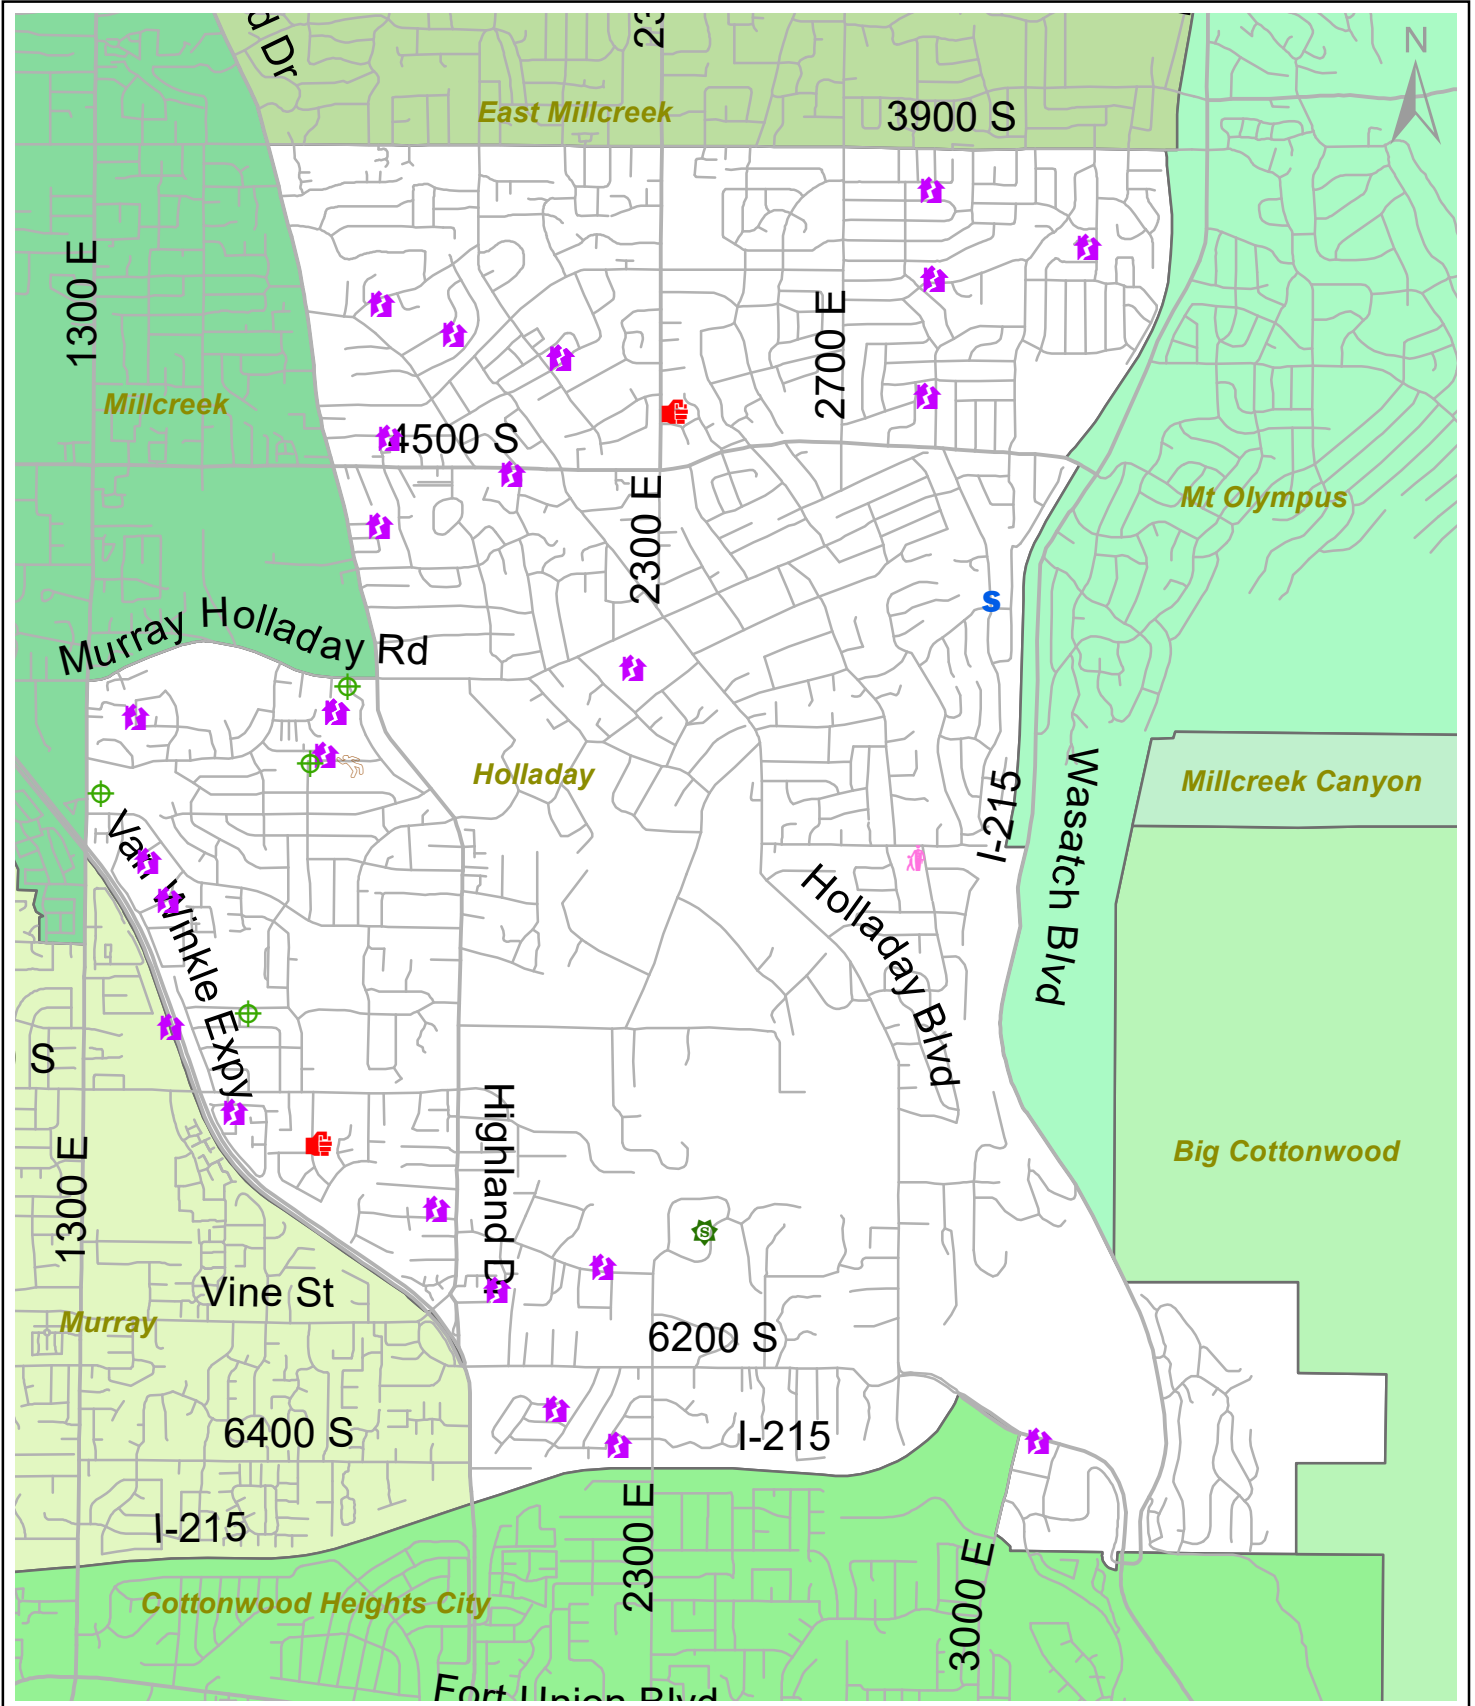 d Dr
23
N
East Millcreek
3900 S
1300 E
2700 E
Millcreek
4500 S
2300 E
Mt Olympus
S
Murray Holladay Rd
Holladay
I-215
Wasatch Blvd
Millcreek Canyon
Van Winkle Expy
Holladay Blvd
S
Highland Dr
1300 E
Big Cottonwood
S
Vine St
Murray
6200 S
6400 S
I-215
I-215
2300 E
3000 E
Cottonwood Heights City
Fort Union Blvd